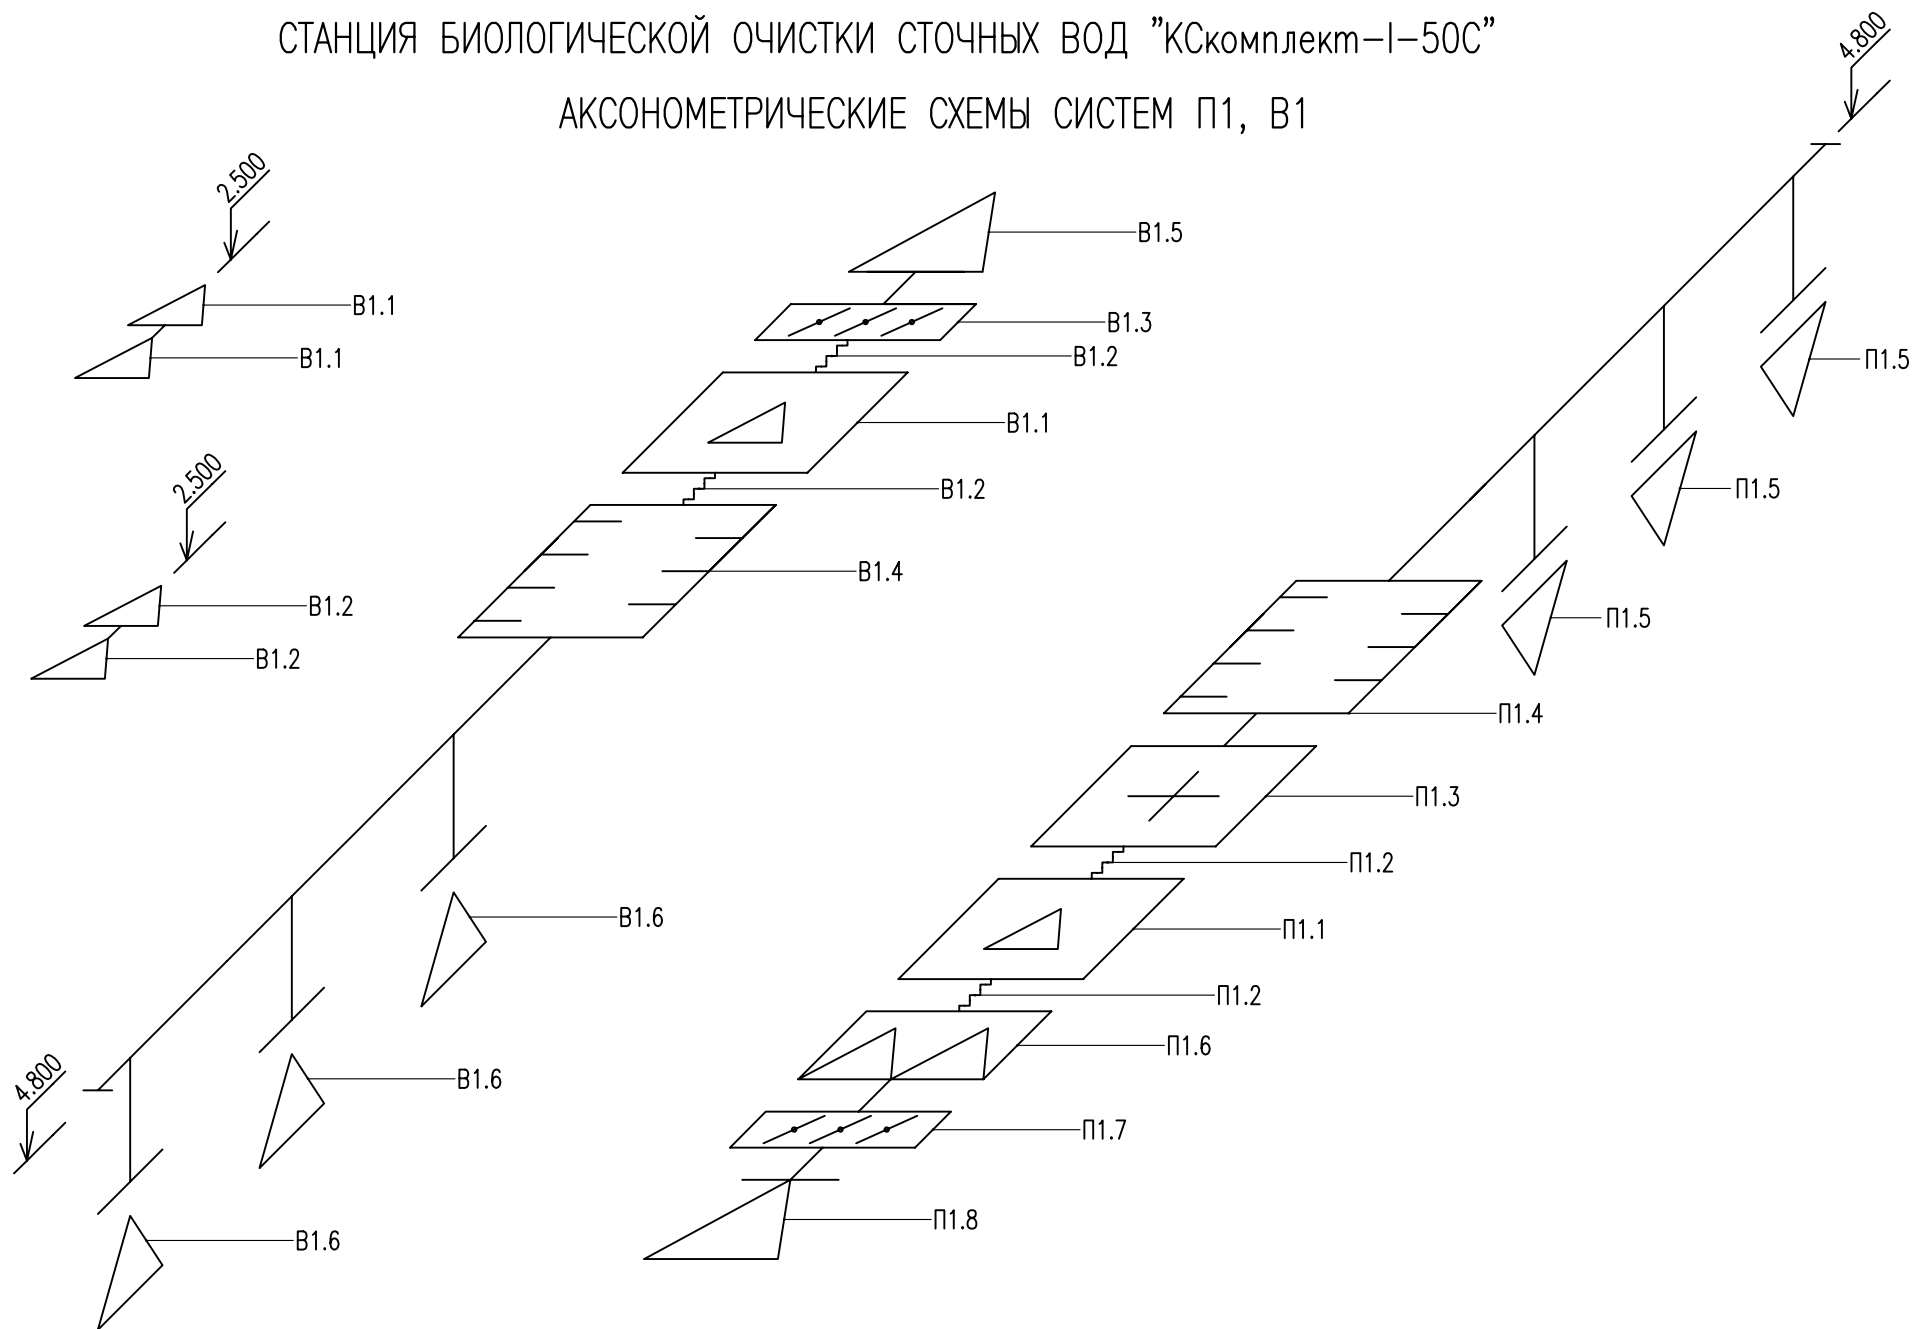 СТАНЦИЯ БИОЛОГИЧЕСКОЙ ОЧИСТКИ СТОЧНЫХ ВОД "КСкомплект-I-50С"
АКСОНОМЕТРИЧЕСКИЕ СХЕМЫ СИСТЕМ П1, В1
4.800
2.500
В1.5
В1.1
В1.3
В1.2
В1.1
П1.5
В1.1
2.500
В1.2
П1.5
В1.4
В1.2
П1.5
В1.2
П1.4
П1.3
П1.2
В1.6
П1.1
П1.2
П1.6
4.800
В1.6
П1.7
П1.8
В1.6